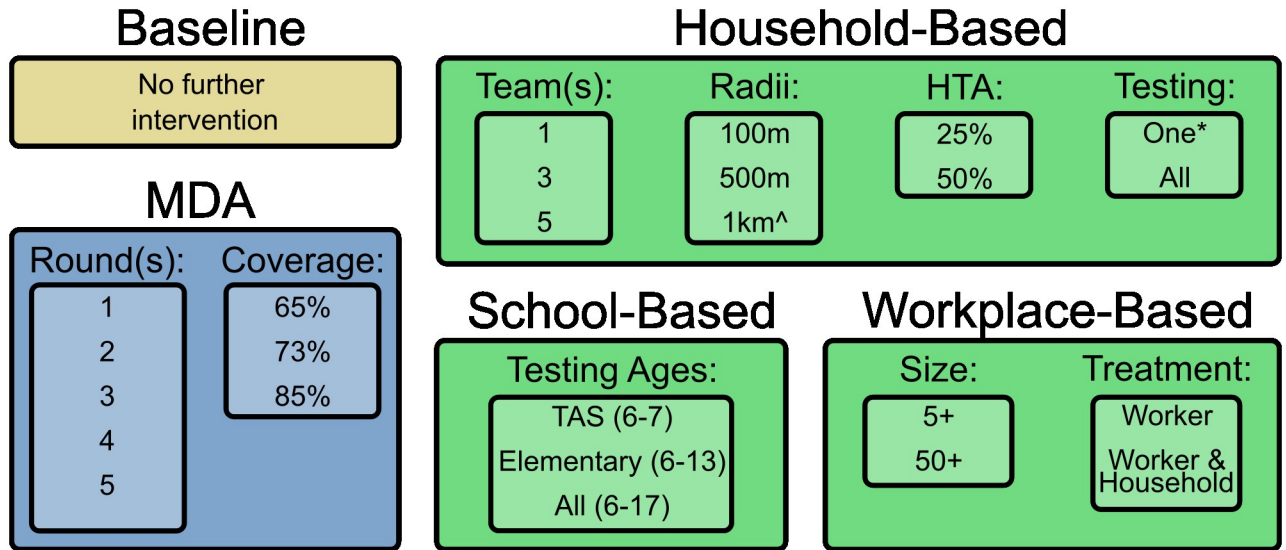 Baseline
No further
intervention
MDA
Round(s):
1
2
3
4
5
Coverage:
65%
73%
85%
Household-Based
Team(s):
1
3
5
Radii:
100m
500m
1km^
HTA:
25%
50%
Testing:
One*
All
School-Based
Testing Ages:
TAS (6-7)
Elementary (6-13)
All (6-17)
Workplace-Based
Size:
5+
50+
Treatment:
Worker
Worker &
Household